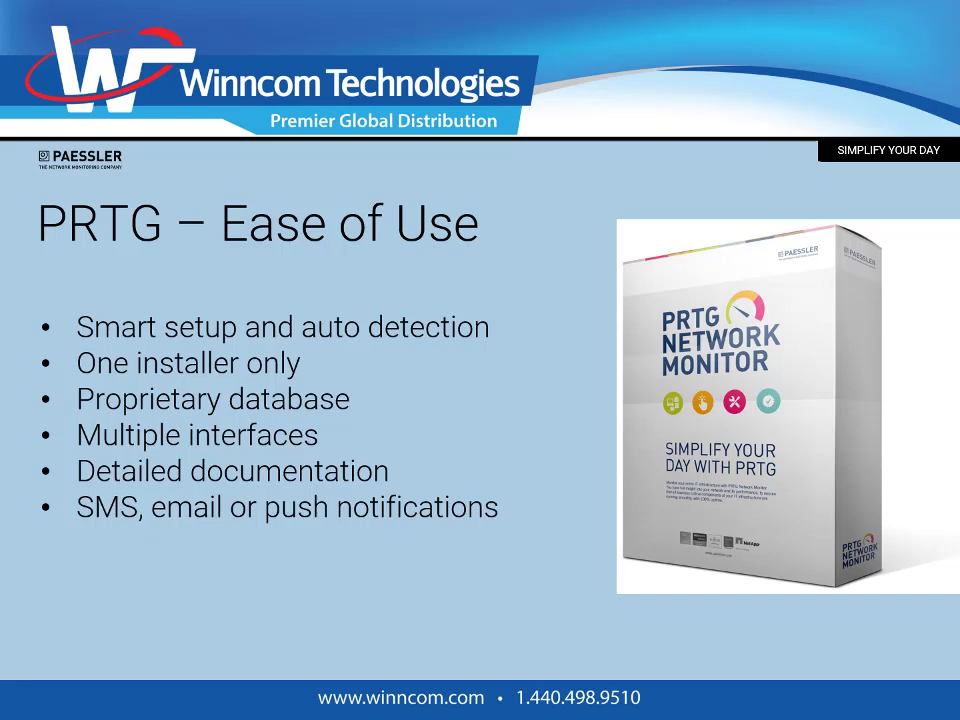 W
Winncom Technologies
Premier Global Distribution
PAESSLER
THE NETWORK MONITORING COMPANY
SIMPLIFY YOUR DAY
PRTG – Ease of Use
• Smart setup and auto detection
• One installer only
• Proprietary database
• Multiple interfaces
• Detailed documentation
• SMS, email or push notifications
PAESSLER
PAESSLER
PRTG
NETWORK
MONITOR
SIMPLIFY YOUR
DAY WITH PRTG
NetApp
PRTG
NETWORK
MONITOR
www.winncom.com • 1.440.498.9510